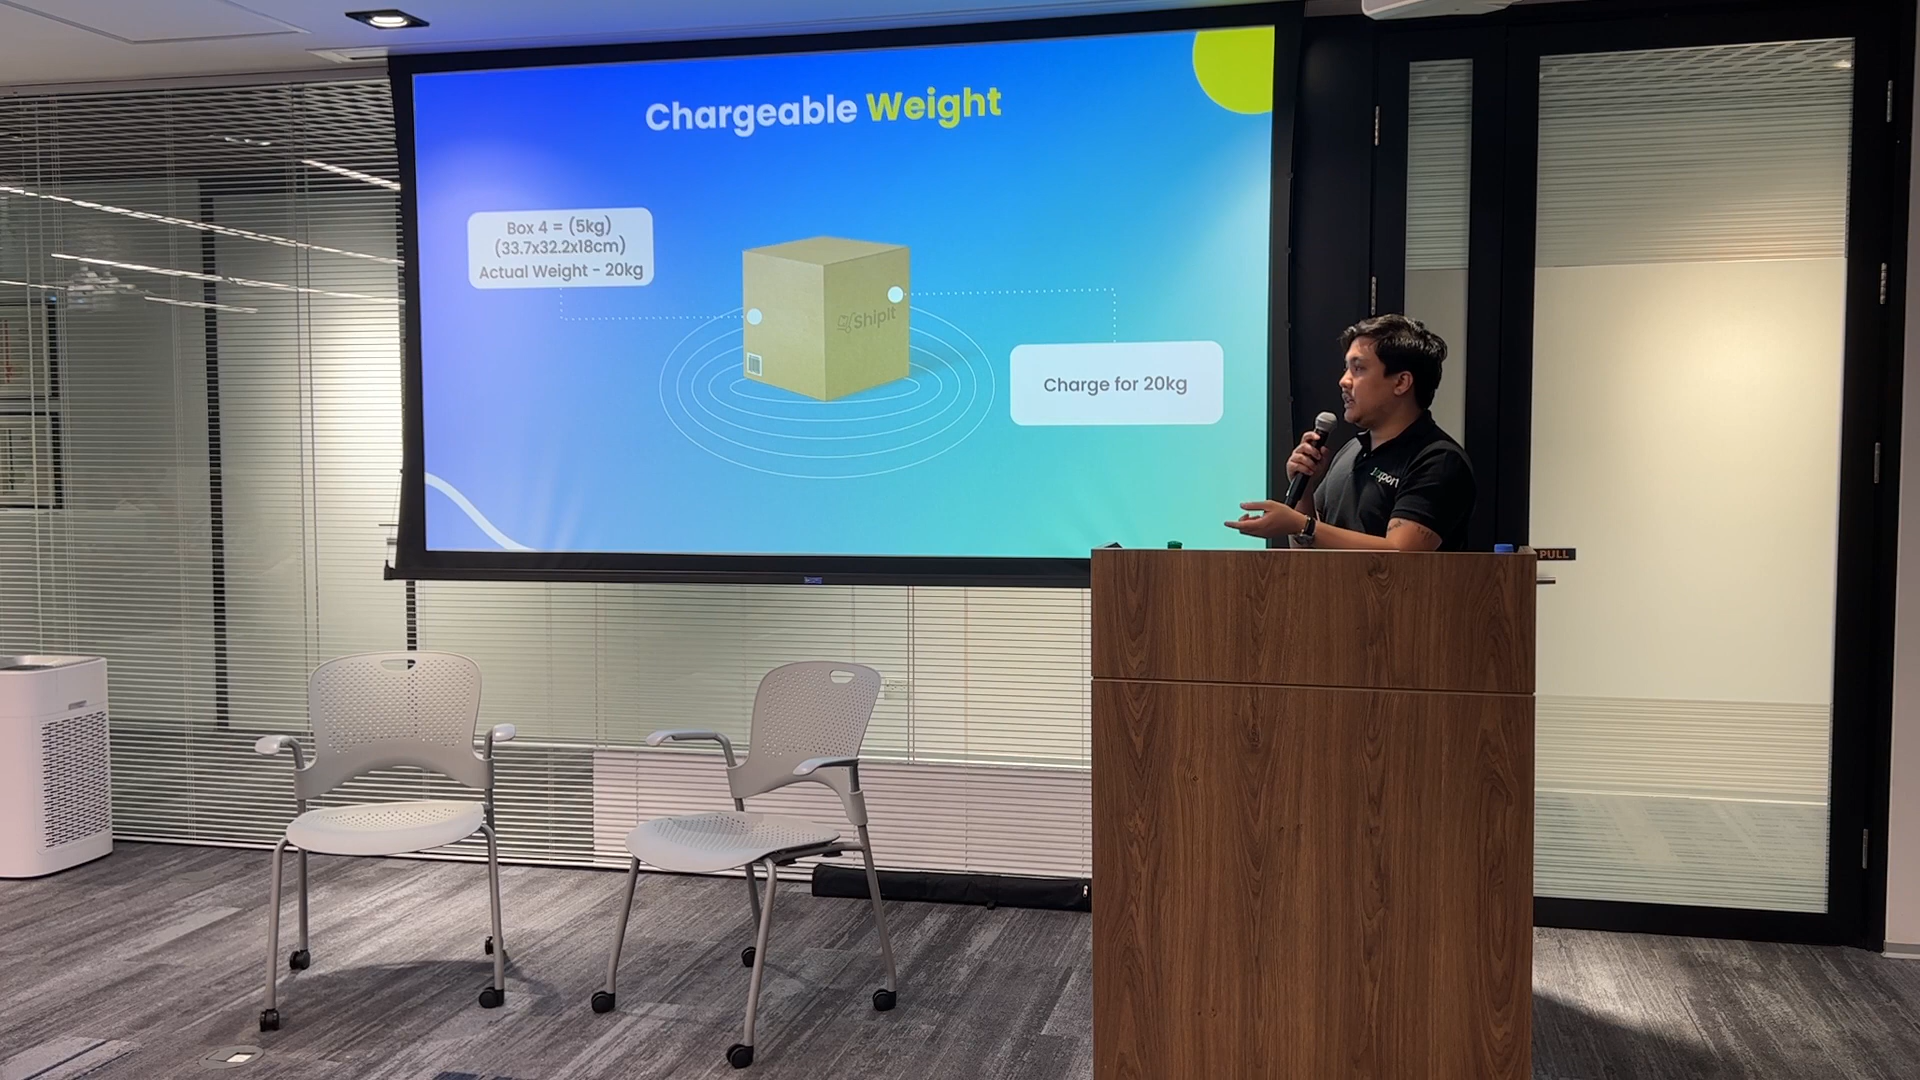 Chargeable Weight
Box 4 = (5kg)
(33.7x32.2x18cm)
Actual Weight - 20kg
ShipIt
Charge for 20kg
PULL